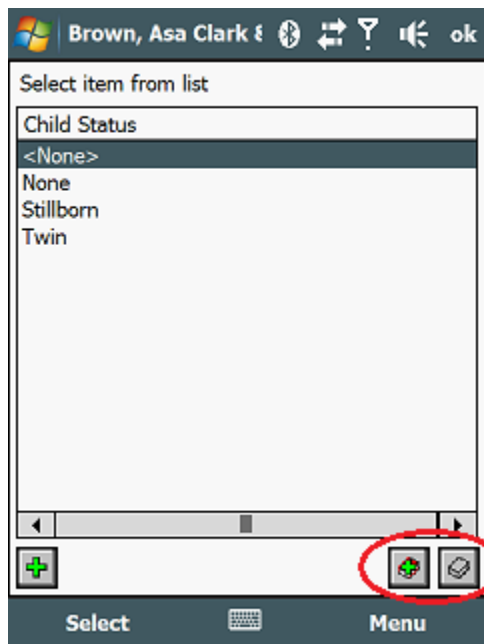 Brown, Asa Clark &
ok
Select item from list
Child Status
<None>
None
Stillborn
Twin
Select
Menu